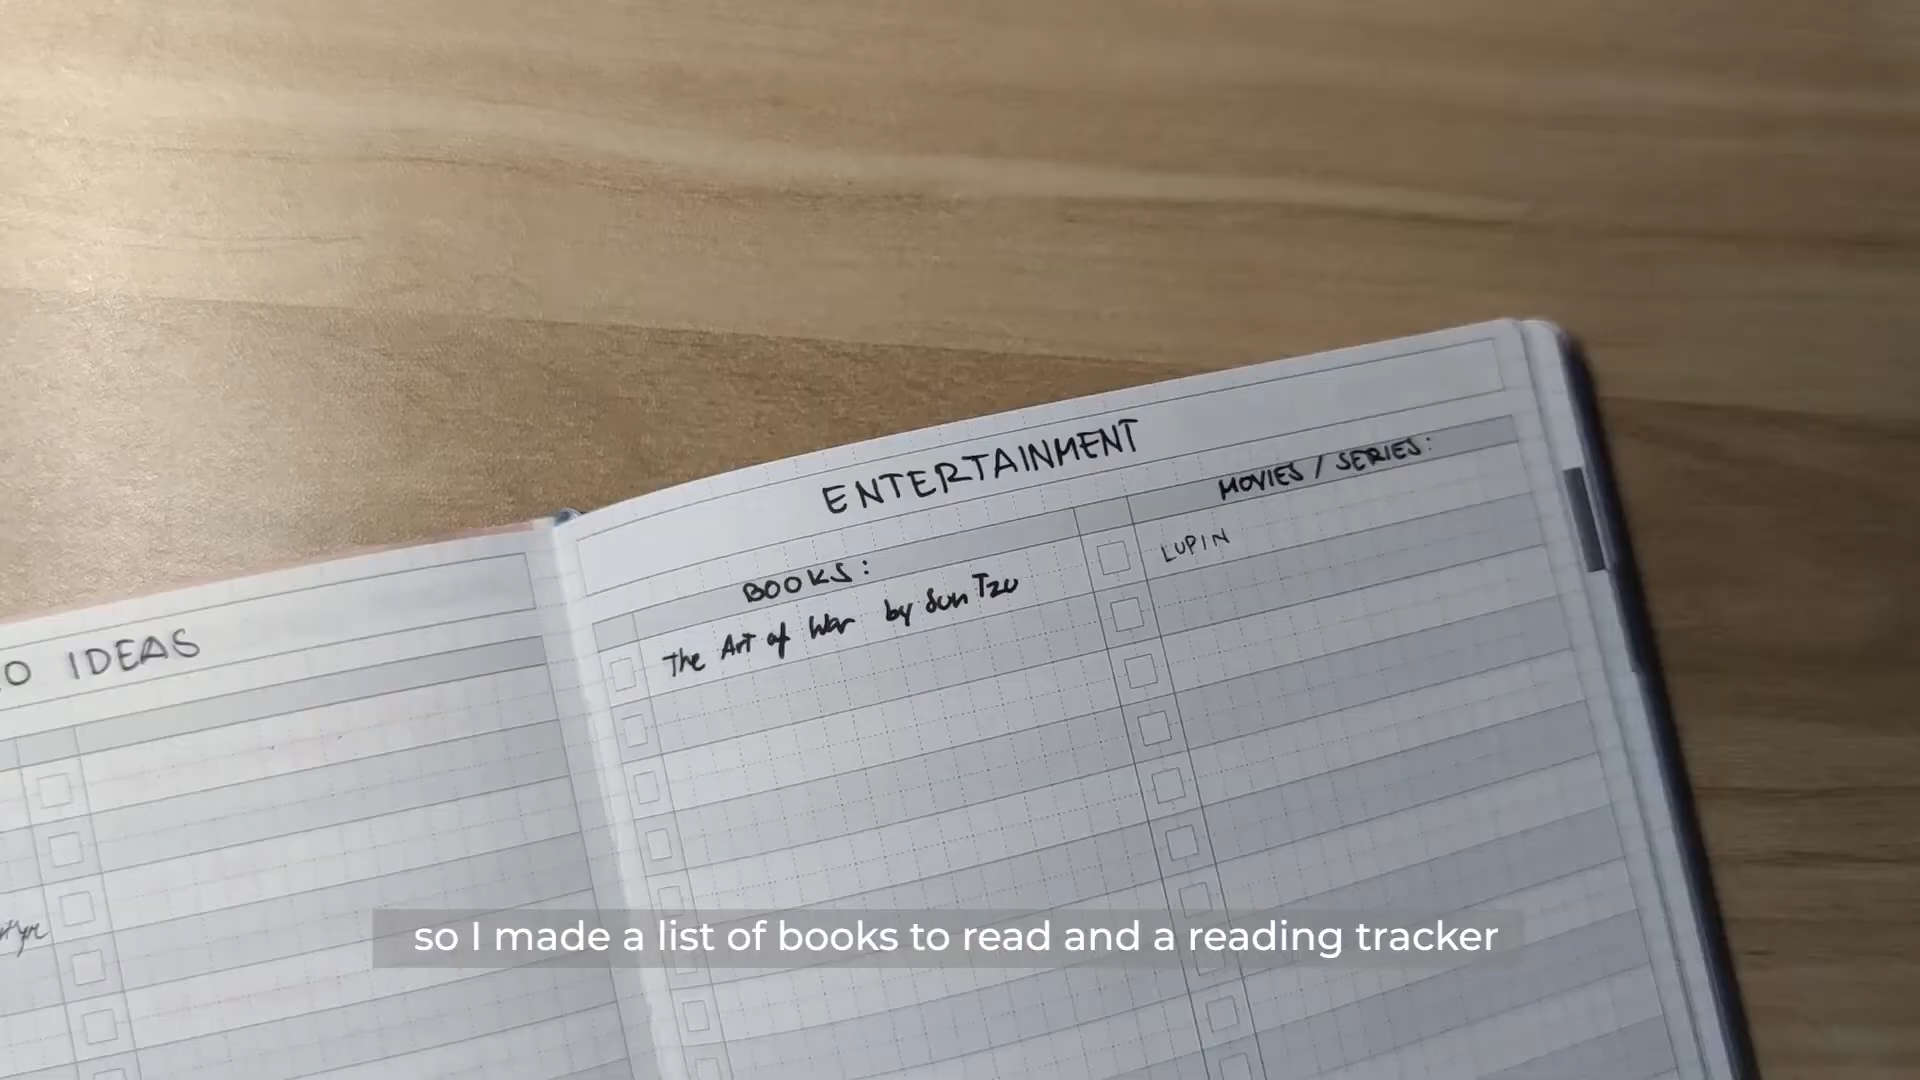 O IDEAS
ENTERTAINMENT
BOOKS:
The Art of War by Sun Tzu
MOVIES / SERIES:
LUPIN
so I made a list of books to read and a reading tracker